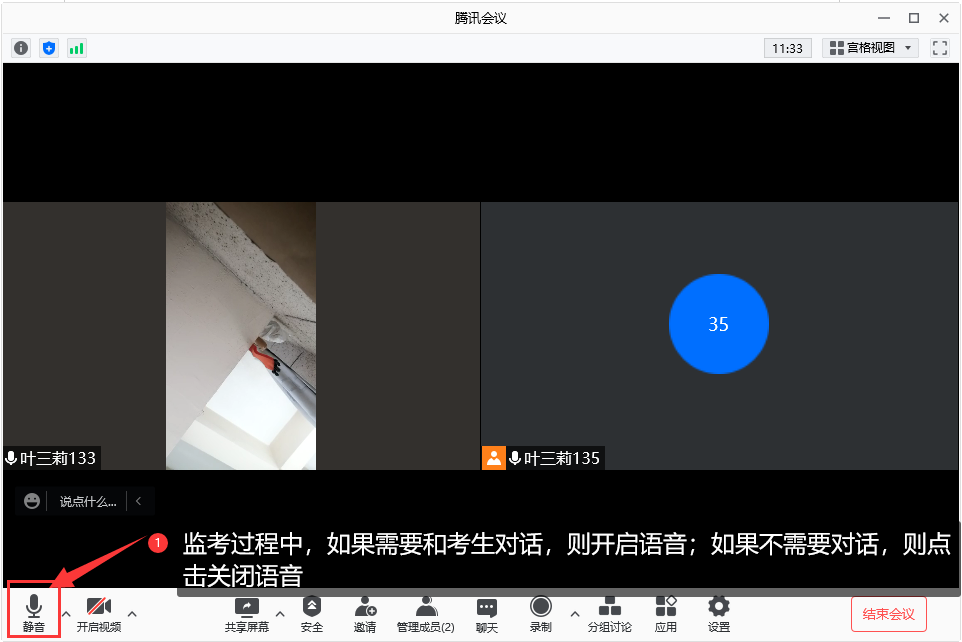 腾讯会议
11:33
宫格视图
35
叶三莉133
叶三莉135
说点什么...
1
监考过程中，如果需要和考生对话，则开启语音；如果不需要对话，则点
击关闭语音
静音
开启视频
共享屏幕
安全
邀请
管理成员(2)
聊天
录制
分组讨论
应用
设置
结束会议